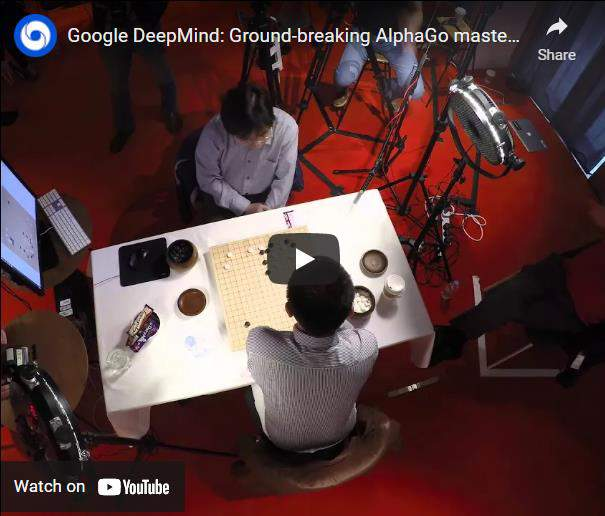 Google DeepMind: Ground-breaking AlphaGo maste…
Share
Watch on YouTube